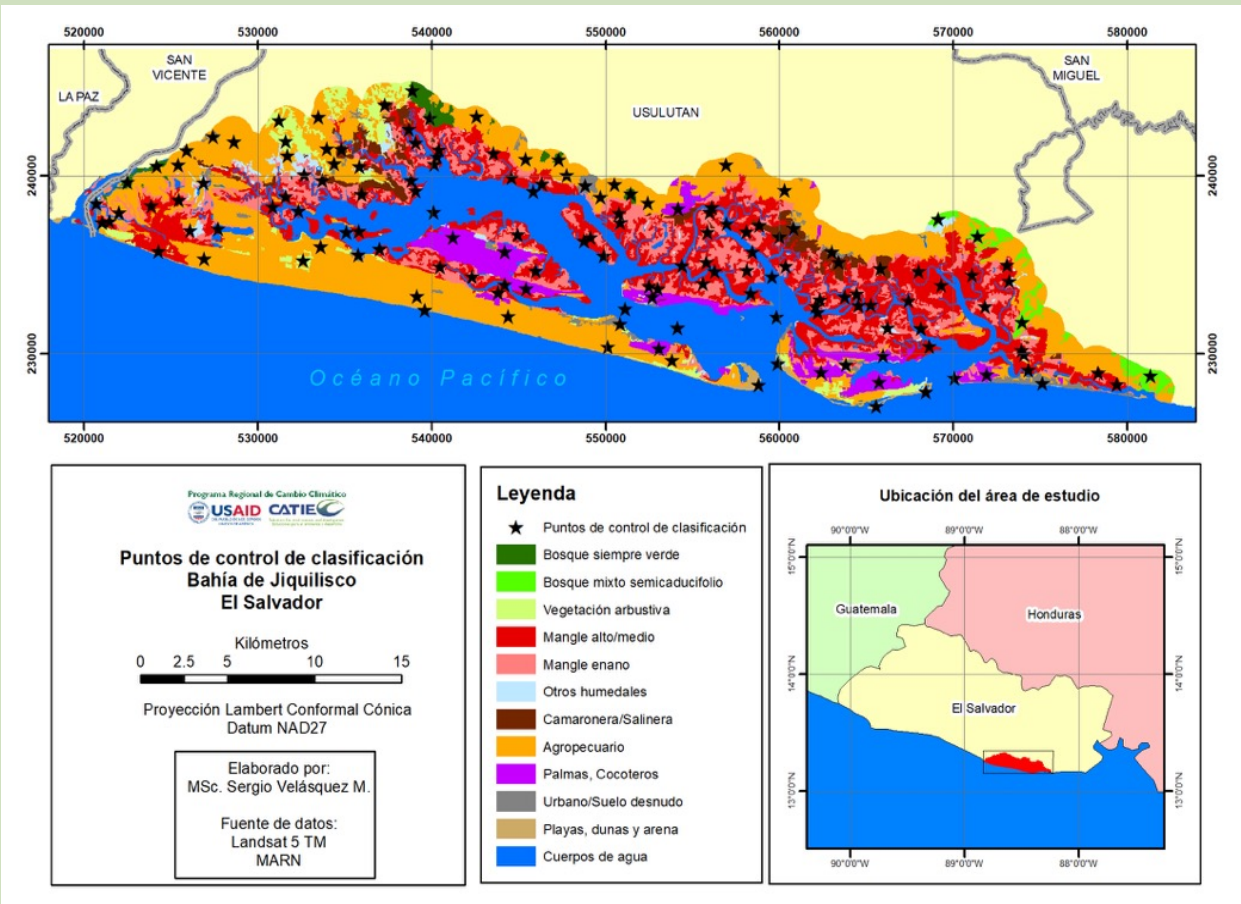 520000 530000 540000 550000 560000 570000 580000
SAN
VICENTE
SAN
MIGUEL
LA PAZ
USULUTAN
240000 240000
230000 230000
Océano Pacífico
520000 530000 540000 550000 560000 570000 580000
Programa Regional de Cambio Climático
USAID CATIE
Puntos de control de clasificación
Bahía de Jiquilisco
El Salvador
Kilómetros
0 2.5 5 10 15
Proyección Lambert Conformal Cónica
Datum NAD27
Elaborado por:
MSc. Sergio Velásquez M.
Fuente de datos:
Landsat 5 TM
MARN
Leyenda
Puntos de control de clasificación
Bosque siempre verde
Bosque mixto semicaducifolio
Vegetación arbustiva
Mangle alto/medio
Mangle enano
Otros humedales
Camaronera/Salinera
Agropecuario
Palmas, Cocoteros
Urbano/Suelo desnudo
Playas, dunas y arena
Cuerpos de agua
Ubicación del área de estudio
90°0'0"W 89°0'0"W 88°0'0"W
15°0'0"N 15°0'0"N
Guatemala
Honduras
14°0'0"N 14°0'0"N
El Salvador
13°0'0"N 13°0'0"N
90°0'0"W 89°0'0"W 88°0'0"W